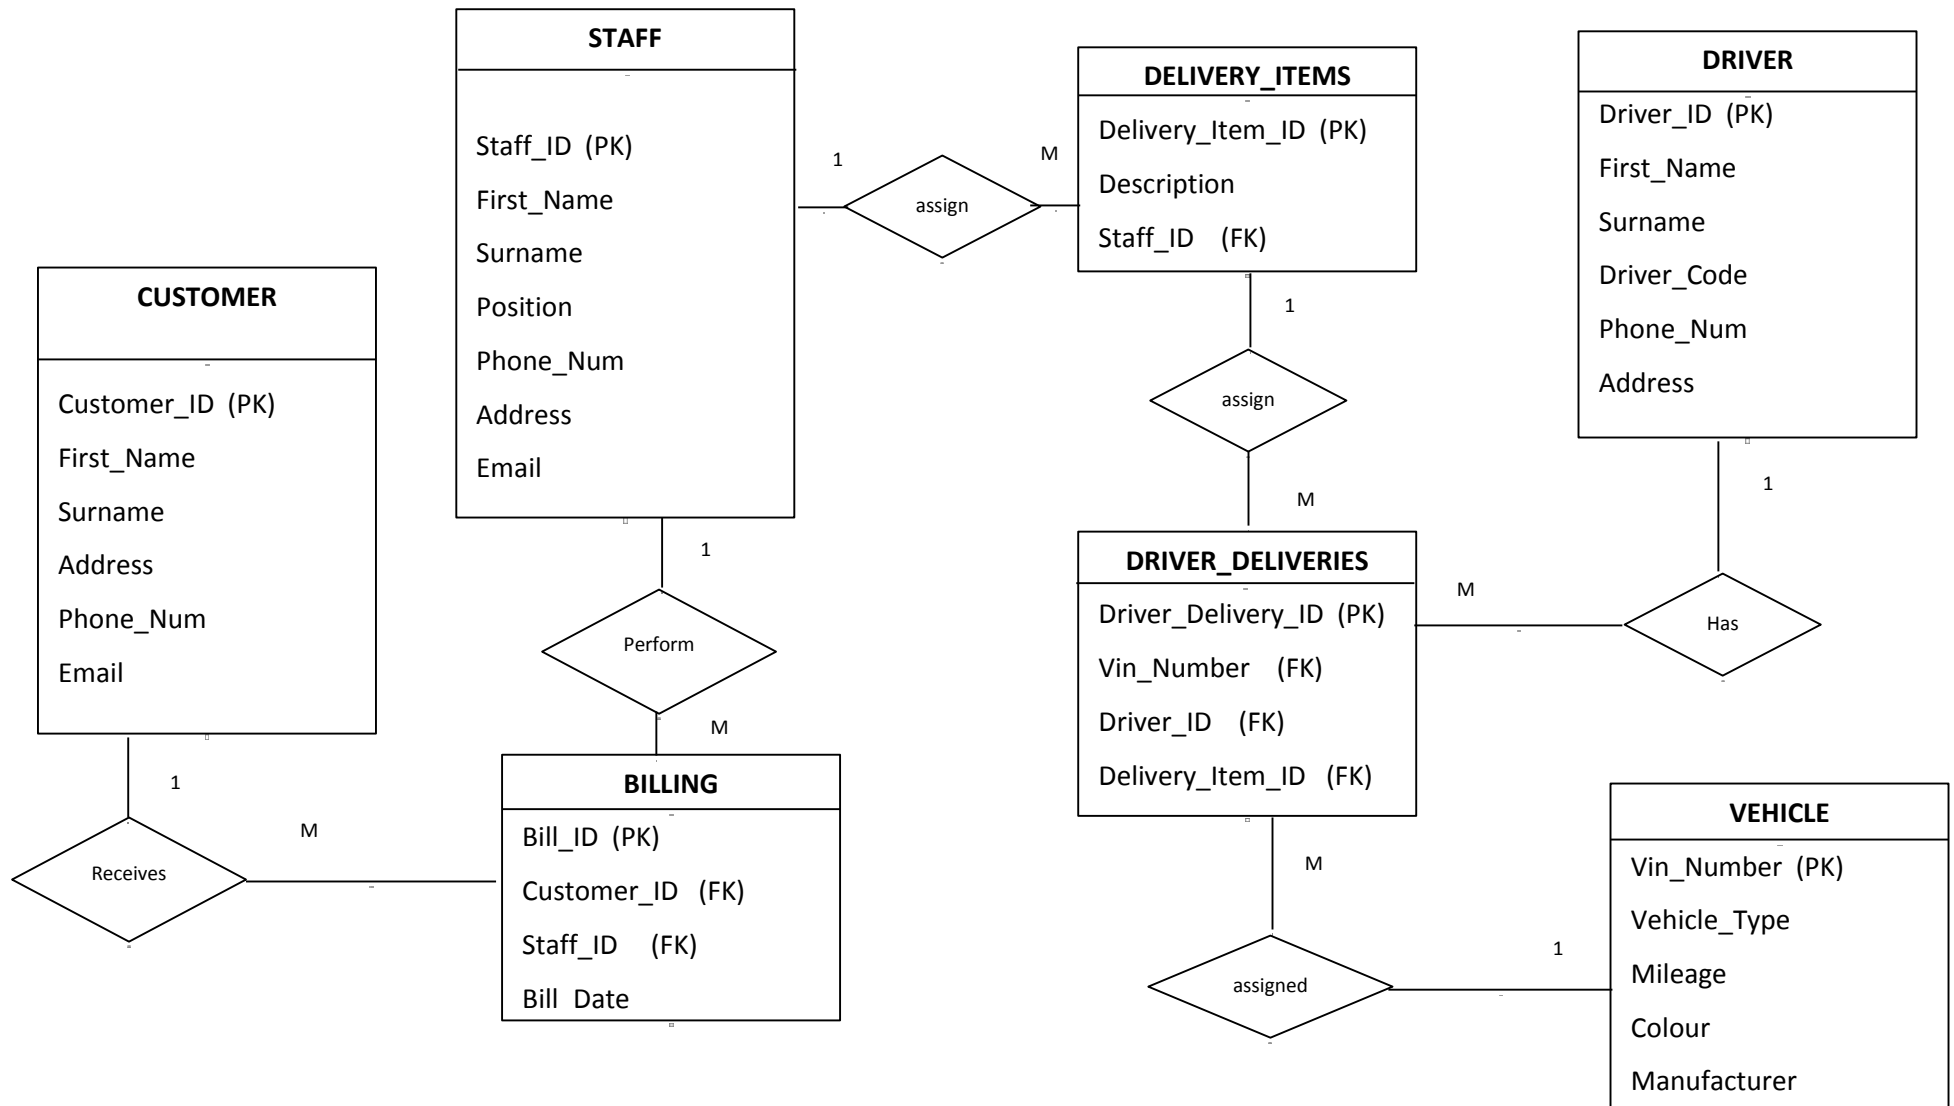 STAFF
Staff_ID (PK)
First_Name
Surname
Position
Phone_Num
Address
Email
1
assign
M
DELIVERY_ITEMS
Delivery_Item_ID (PK)
Description
Staff_ID (FK)
DRIVER
Driver_ID (PK)
First_Name
Surname
Driver_Code
Phone_Num
Address
CUSTOMER
Customer_ID (PK)
First_Name
Surname
Address
Phone_Num
Email
1
Receives
M
1
Perform
M
BILLING
Bill_ID (PK)
Customer_ID (FK)
Staff_ID (FK)
Bill_Date
1
assign
M
DRIVER_DELIVERIES
Driver_Delivery_ID (PK)
Vin_Number (FK)
Driver_ID (FK)
Delivery_Item_ID (FK)
1
Has
M
M
assigned
1
VEHICLE
Vin_Number (PK)
Vehicle_Type
Mileage
Colour
Manufacturer